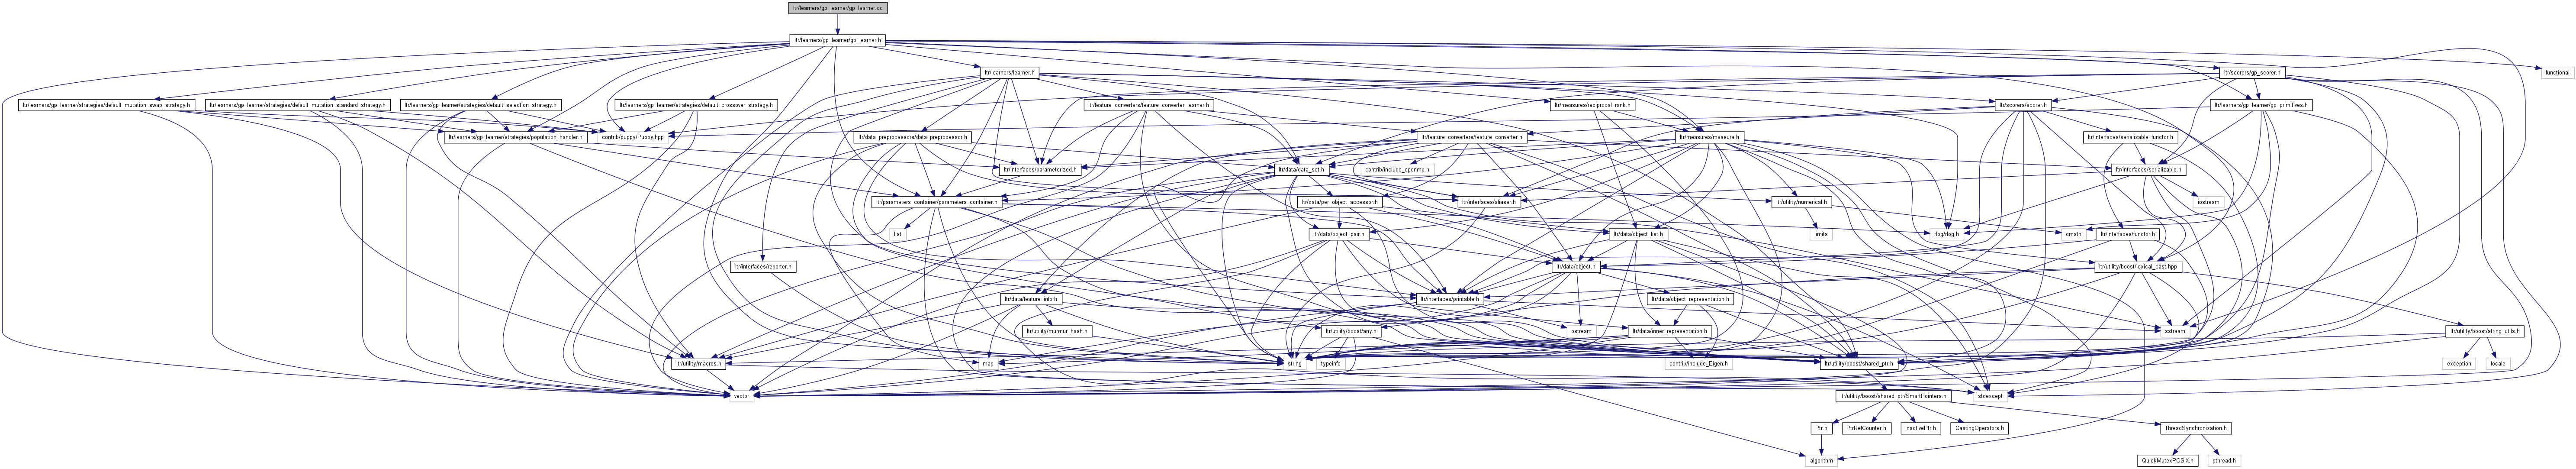 ltr/learners/gp_learner/gp_learner.cc
ltr/learners/gp_learner/gp_learner.h
ltr/learners/learner.h
ltr/scorers/gp_scorer.h
functional
ltr/learners/gp_learner/strategies/default_mutation_swap_strategy.h
ltr/learners/gp_learner/strategies/default_mutation_standard_strategy.h
ltr/learners/gp_learner/strategies/default_selection_strategy.h
ltr/learners/gp_learner/strategies/default_crossover_strategy.h
ltr/feature_converters/feature_converter_learner.h
ltr/measures/reciprocal_rank.h
ltr/scorers/scorer.h
ltr/learners/gp_learner/gp_primitives.h
ltr/learners/gp_learner/strategies/population_handler.h
contrib/puppy/Puppy.hpp
ltr/data_preprocessors/data_preprocessor.h
ltr/feature_converters/feature_converter.h
ltr/measures/measure.h
ltr/interfaces/serializable_functor.h
ltr/interfaces/parameterized.h
ltr/data/data_set.h
contrib/include_openmp.h
ltr/interfaces/serializable.h
ltr/parameters_container/parameters_container.h
ltr/data/per_object_accessor.h
ltr/interfaces/aliaser.h
ltr/utility/numerical.h
iostream
list
ltr/data/object_pair.h
ltr/data/object_list.h
rlog/rlog.h
limits
cmath
ltr/interfaces/functor.h
ltr/interfaces/reporter.h
ltr/data/object.h
ltr/utility/boost/lexical_cast.hpp
ltr/data/feature_info.h
ltr/interfaces/printable.h
ltr/data/object_representation.h
ltr/utility/murmur_hash.h
ltr/utility/boost/any.h
ostream
ltr/data/inner_representation.h
sstream
ltr/utility/boost/string_utils.h
ltr/utility/macros.h
map
string
typeinfo
contrib/include_Eigen.h
ltr/utility/boost/shared_ptr.h
exception
locale
vector
ltr/utility/boost/shared_ptr/SmartPointers.h
stdexcept
Ptr.h
PtrRefCounter.h
InactivePtr.h
CastingOperators.h
ThreadSynchronization.h
algorithm
QuickMutexPOSIX.h
pthread.h